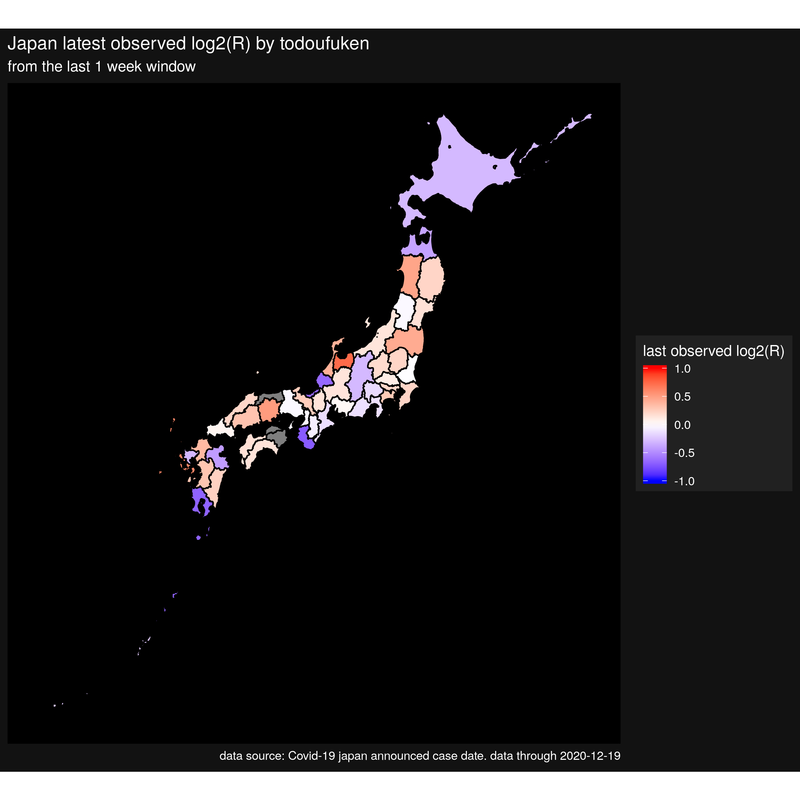 Japan latest observed log2(R) by todoufuken
from the last 1 week window
last observed log2(R)
1.0
0.5
0.0
-0.5
-1.0
data source: Covid-19 japan announced case date. data through 2020-12-19